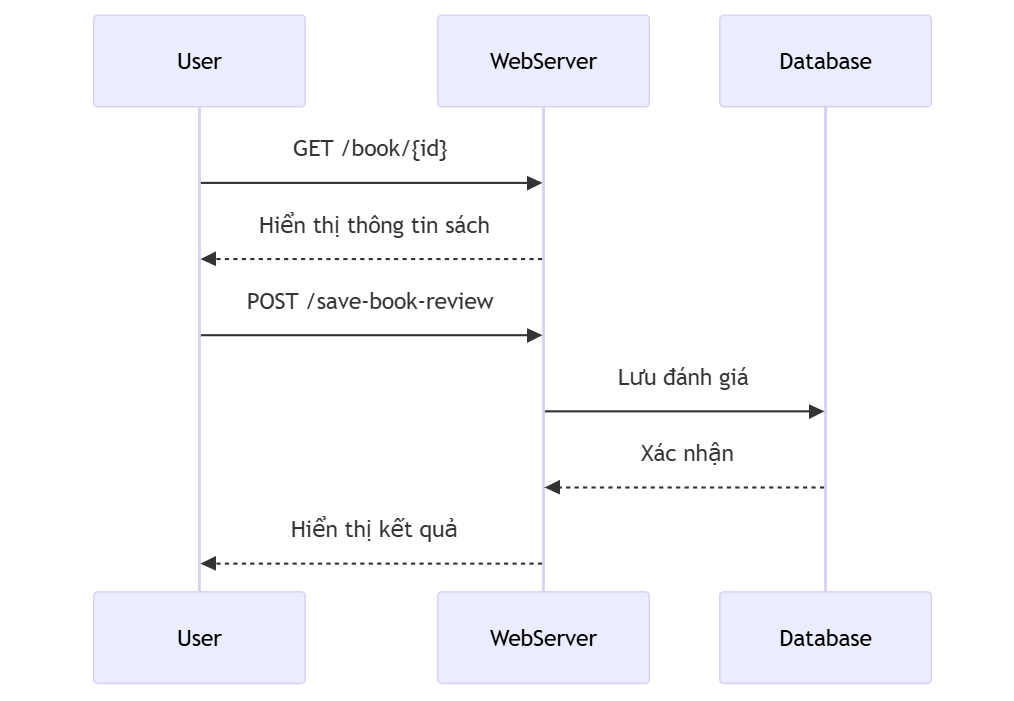 User
WebServer
Database
GET /book/{id}
Hiển thị thông tin sách
POST /save-book-review
Lưu đánh giá
Xác nhận
Hiển thị kết quả
User
WebServer
Database